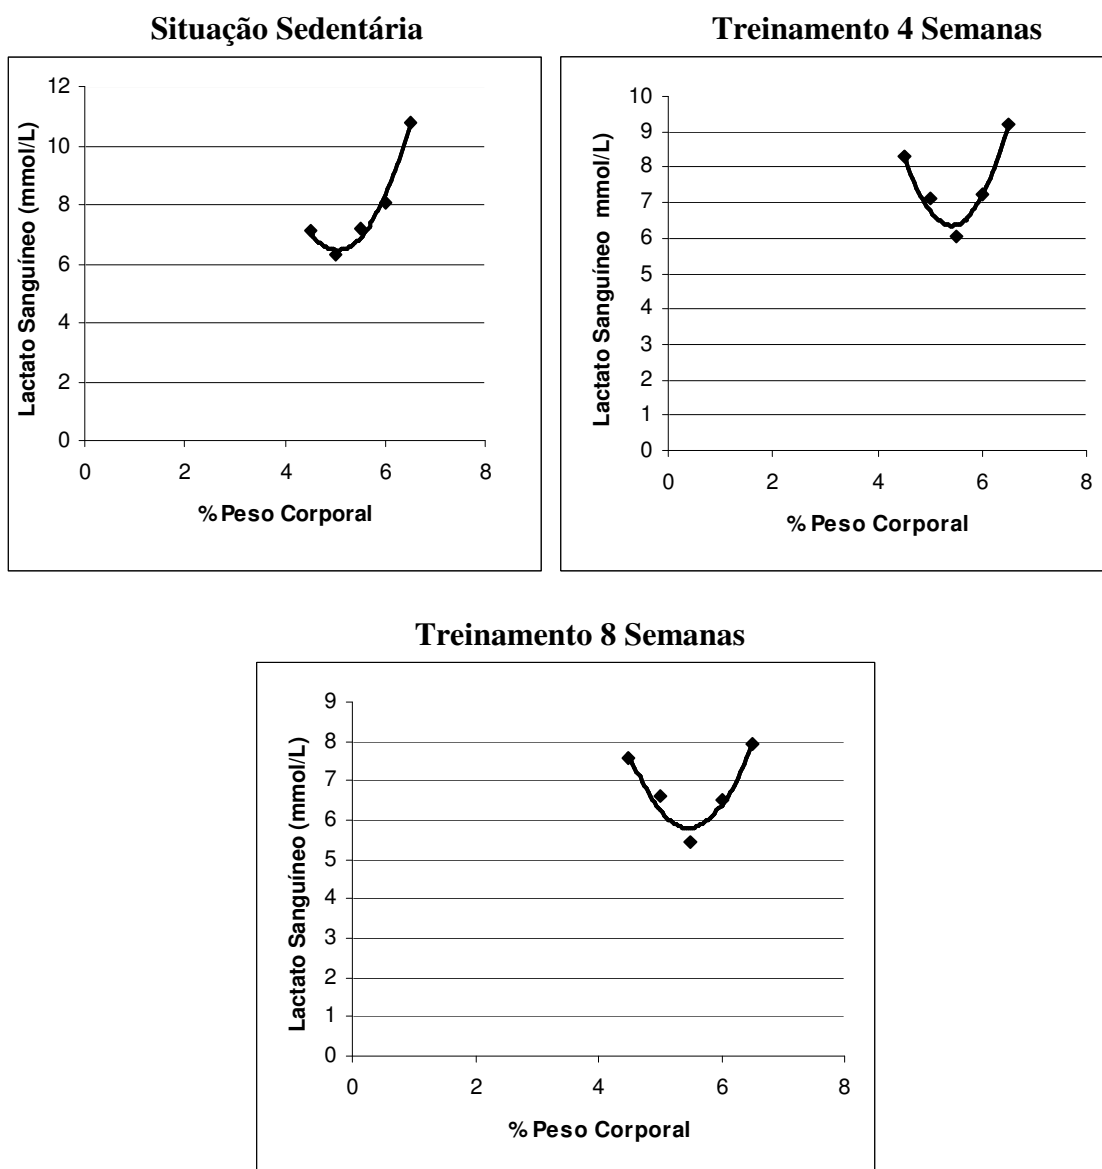 Situação Sedentária
12
10
8
6
4
2
0
0 2 4 6 8
Lactato Sanguíneo (mmol/L)
% Peso Corporal
Treinamento 4 Semanas
10
9
8
7
6
5
4
3
2
1
0
0 2 4 6 8
Lactato Sanguíneo mmol/L)
% Peso Corporal
Treinamento 8 Semanas
9
8
7
6
5
4
3
2
1
0
0 2 4 6 8
Lactato Sanguíneo (mmol/L)
% Peso Corporal